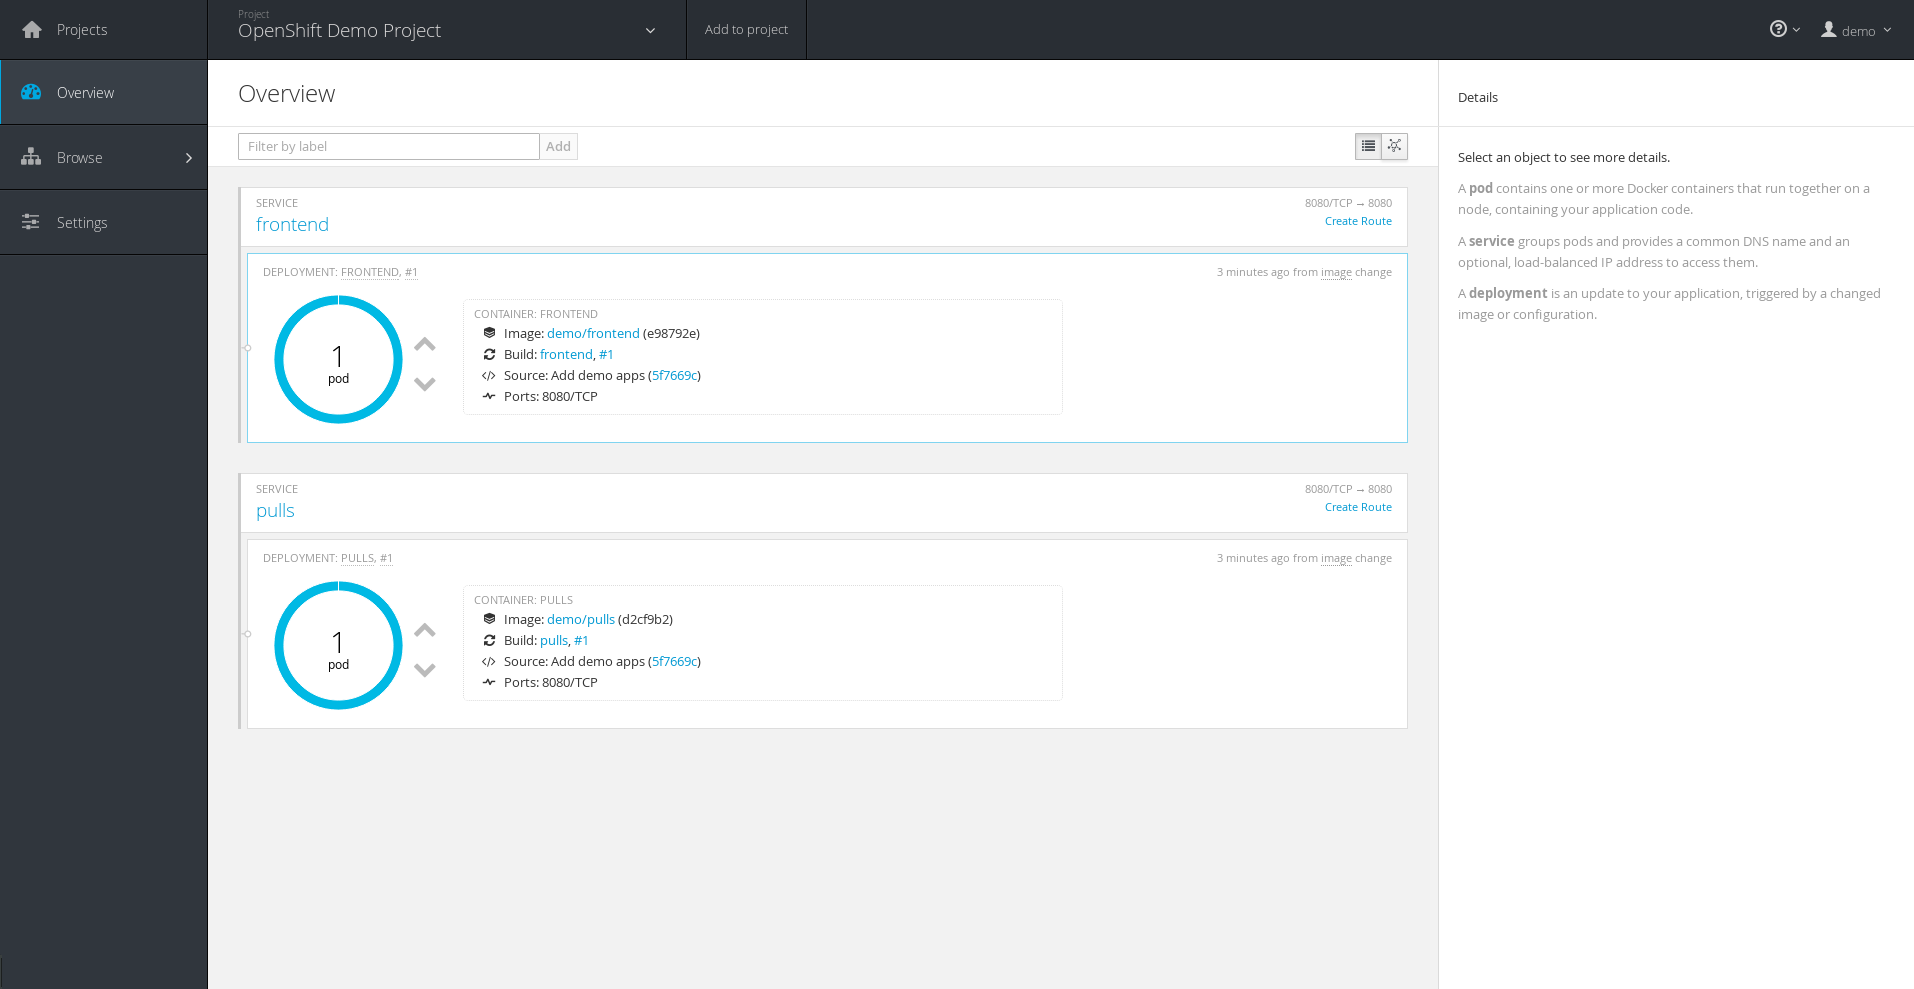 Projects
Project
OpenShift Demo Project
Add to project
demo
Overview
Browse
Settings
Overview
Filter by label
Add
SERVICE
frontend
8080/TCP → 8080
Create Route
DEPLOYMENT: FRONTEND, #1
3 minutes ago from image change
1
pod
CONTAINER: FRONTEND
Image: demo/frontend (e98792e)
Build: frontend, #1
Source: Add demo apps (5f7669c)
Ports: 8080/TCP
SERVICE
pulls
8080/TCP → 8080
Create Route
DEPLOYMENT: PULLS, #1
3 minutes ago from image change
1
pod
CONTAINER: PULLS
Image: demo/pulls (d2cf9b2)
Build: pulls, #1
Source: Add demo apps (5f7669c)
Ports: 8080/TCP
Details
Select an object to see more details.
A pod contains one or more Docker containers that run together on a
node, containing your application code.
A service groups pods and provides a common DNS name and an
optional, load-balanced IP address to access them.
A deployment is an update to your application, triggered by a changed
image or configuration.